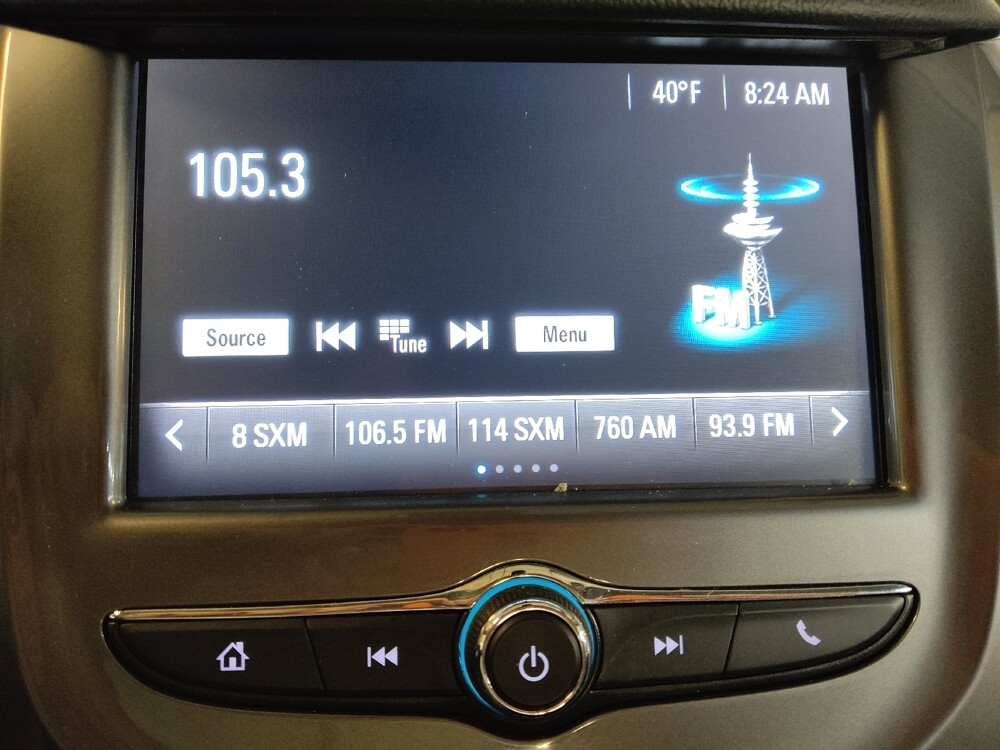 40°F 8:24 AM
105.3
FM
Source Tune Menu
8 SXM 106.5 FM 114 SXM 760 AM 93.9 FM